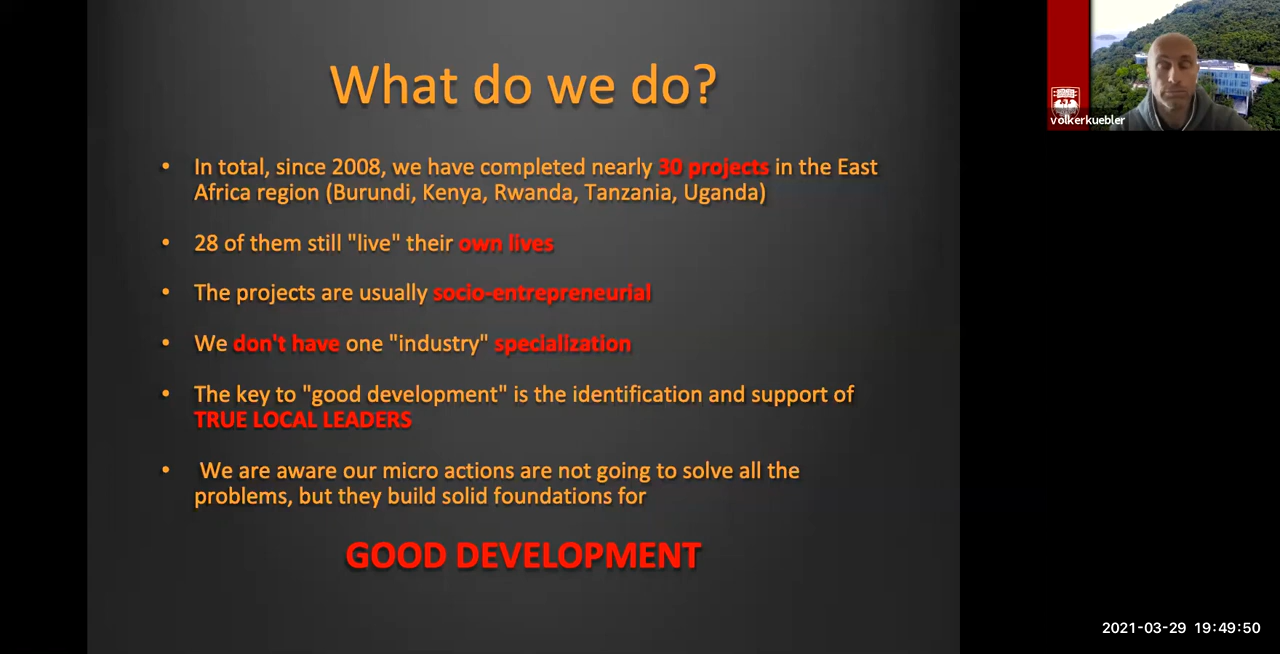 What do we do?
• In total, since 2008, we have completed nearly 30 projects in the East
Africa region (Burundi, Kenya, Rwanda, Tanzania, Uganda)
• 28 of them still "live" their own lives
• The projects are usually socio-entrepreneurial
• We don't have one "industry" specialization
• The key to "good development" is the identification and support of
TRUE LOCAL LEADERS
• We are aware our micro actions are not going to solve all the
problems, but they build solid foundations for
GOOD DEVELOPMENT
volkerkuebler
2021-03-29 19:49:50